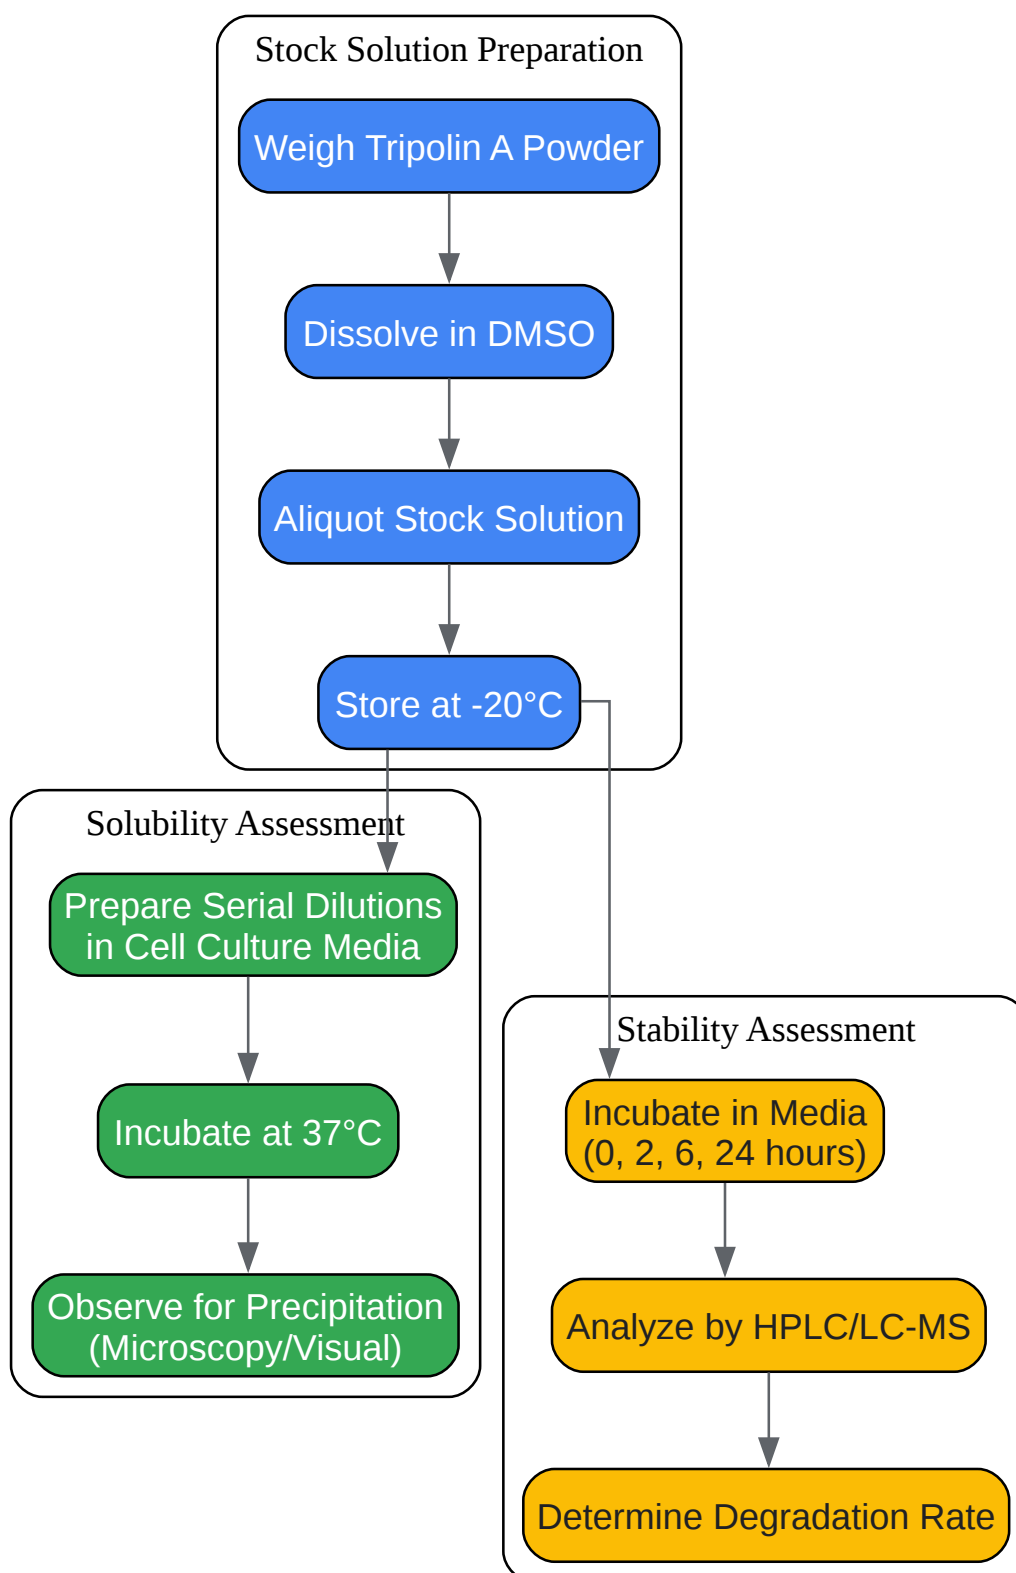 Stock Solution Preparation
Weigh Tripolin A Powder
Dissolve in DMSO
Aliquot Stock Solution
Store at -20°C
Solubility Assessment
Prepare Serial Dilutions
in Cell Culture Media
Incubate at 37°C
Observe for Precipitation
(Microscopy/Visual)
Stability Assessment
Incubate in Media
(0, 2, 6, 24 hours)
Analyze by HPLC/LC-MS
Determine Degradation Rate